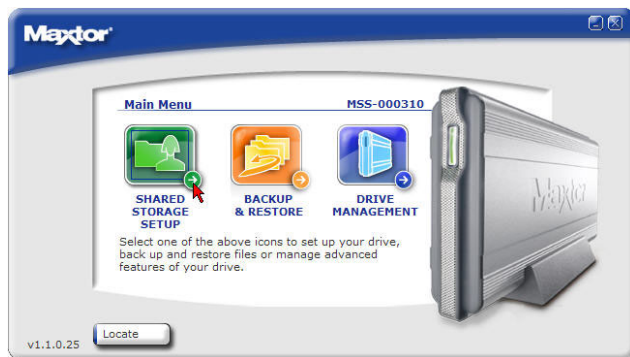 Maxtor
Main Menu
MSS-000310
SHARED
STORAGE
SETUP
BACKUP
& RESTORE
DRIVE
MANAGEMENT
Select one of the above icons to set up your drive,
back up and restore files or manage advanced
features of your drive.
Maxtor
v1.1.0.25
Locate